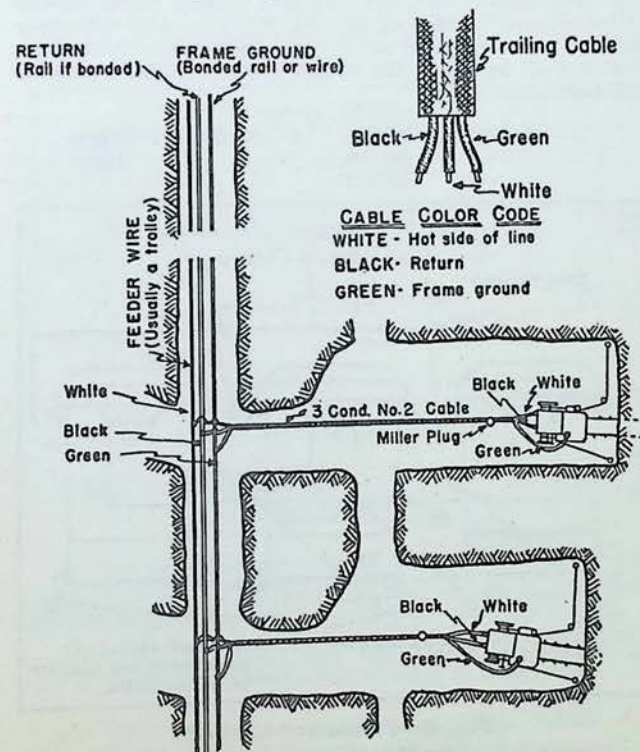 RETURN
(Rail if bonded)
FRAME GROUND
(Bonded rail or wire)
Trailing Cable
Black
Green
White
CABLE COLOR CODE
WHITE - Hot side of line
BLACK - Return
GREEN - Frame ground
FEEDER WIRE
(Usually a trolley)
White
Black
Green
3 Cond. No.2 Cable
Miller Plug
Black
White
Green
Black
White
Green